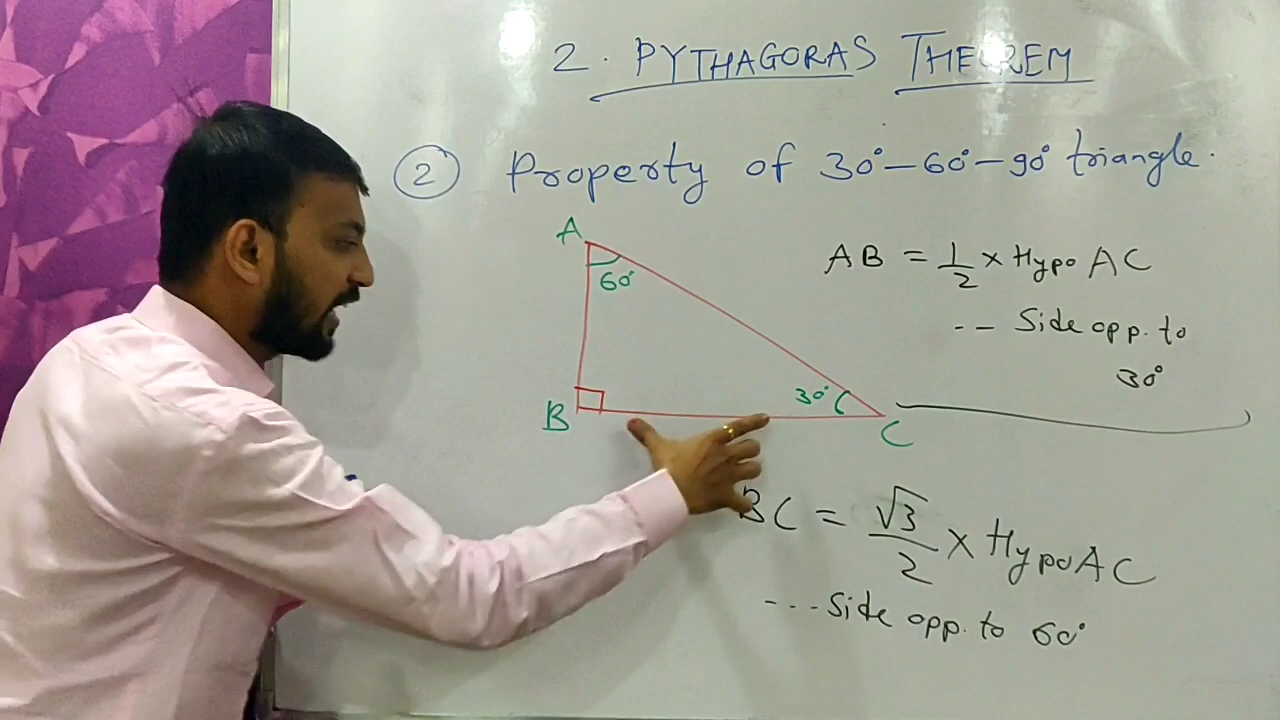 2. PYTHAGORAS THEOREM
2 Property of 30°-60°-90° triangle.
A
60°
B
30°
C
AB = 1/2 × Hypo AC
-- Side opp. to
30°
BC = √3/2 × Hypo AC
--- Side opp. to 60°